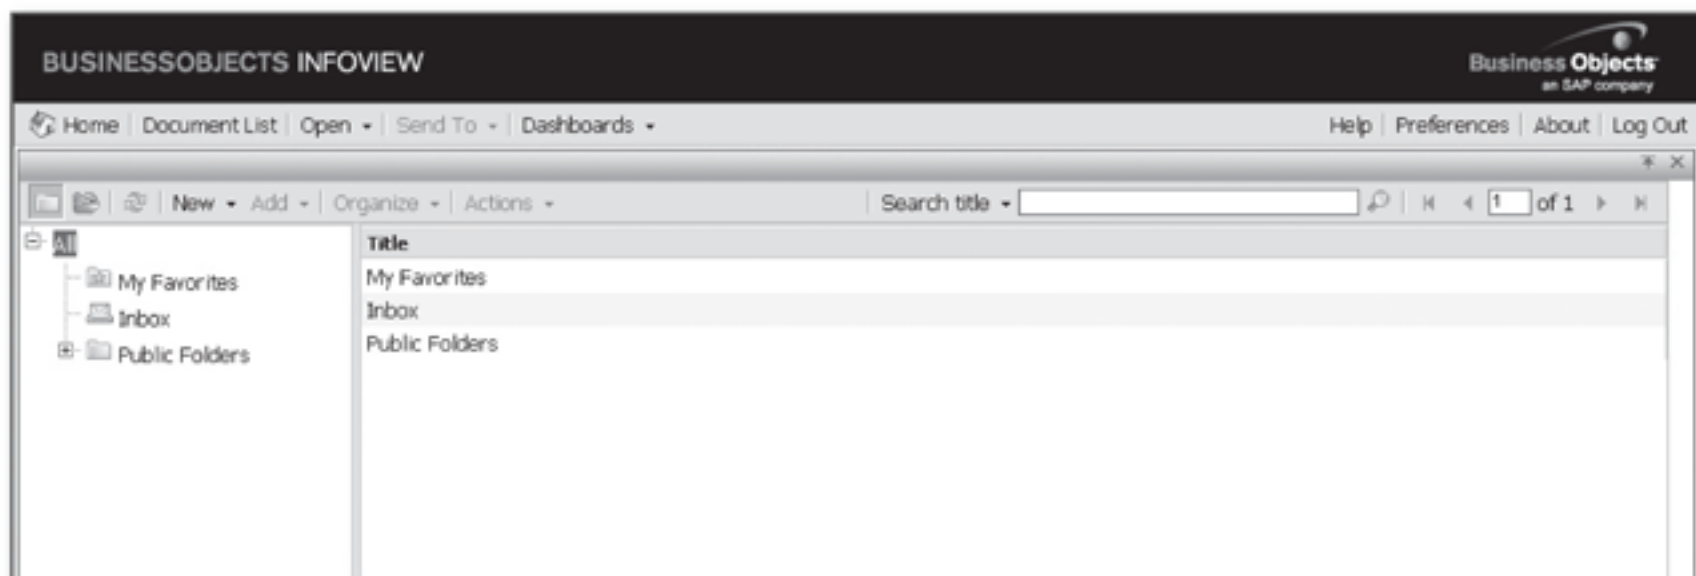 BUSINESSOBJECTS INFOVIEW
Business Objects
an SAP company
Home Document List Open Send To Dashboards Help Preferences About Log Out
New Add Organize Actions Search title 1 of 1
All
My Favorites
Inbox
Public Folders
Title
My Favorites
Inbox
Public Folders